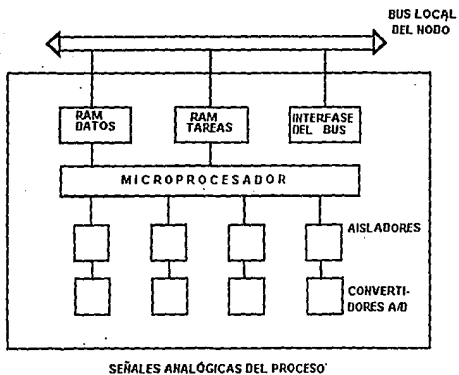 BUS LOCAL
DEL NODO
RAM
DATOS
RAM
TAREAS
INTERFASE
DEL BUS
MICROPROCESADOR
AISLADORES
CONVERTI-
DORES A/D
SEÑALES ANALÓGICAS DEL PROCESO